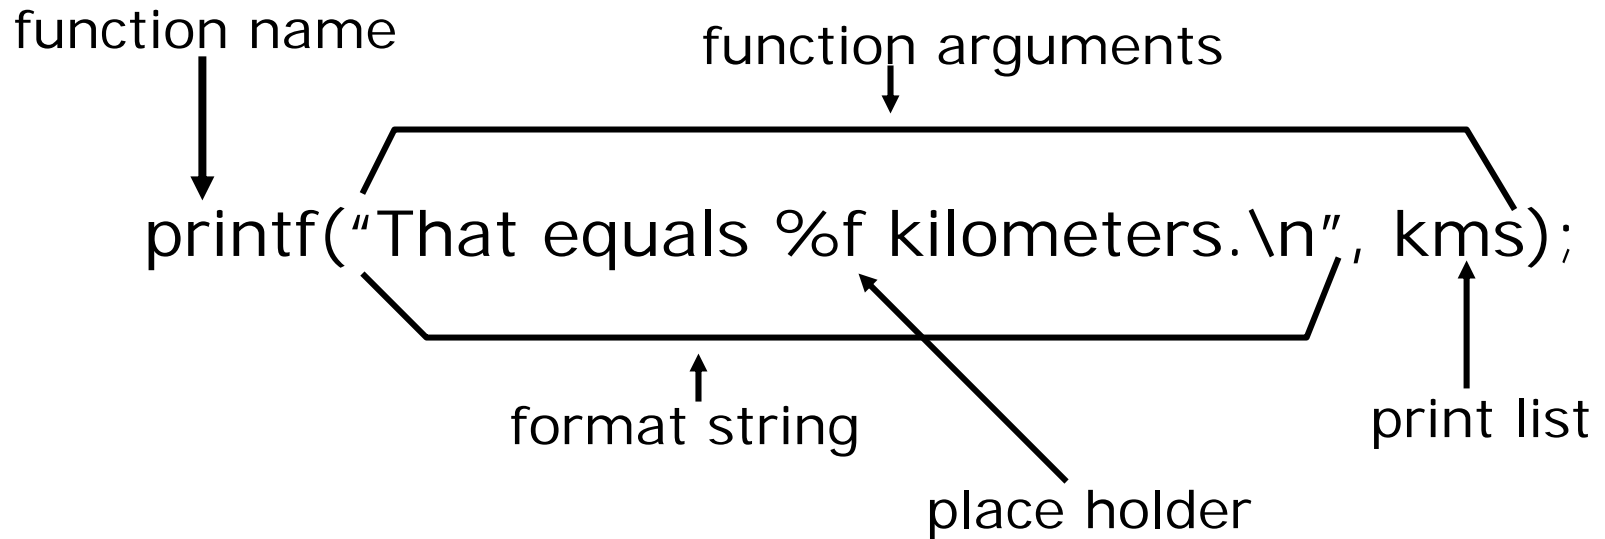 function name
function arguments
printf(“That equals %f kilometers.\n”, kms);
format string
print list
place holder